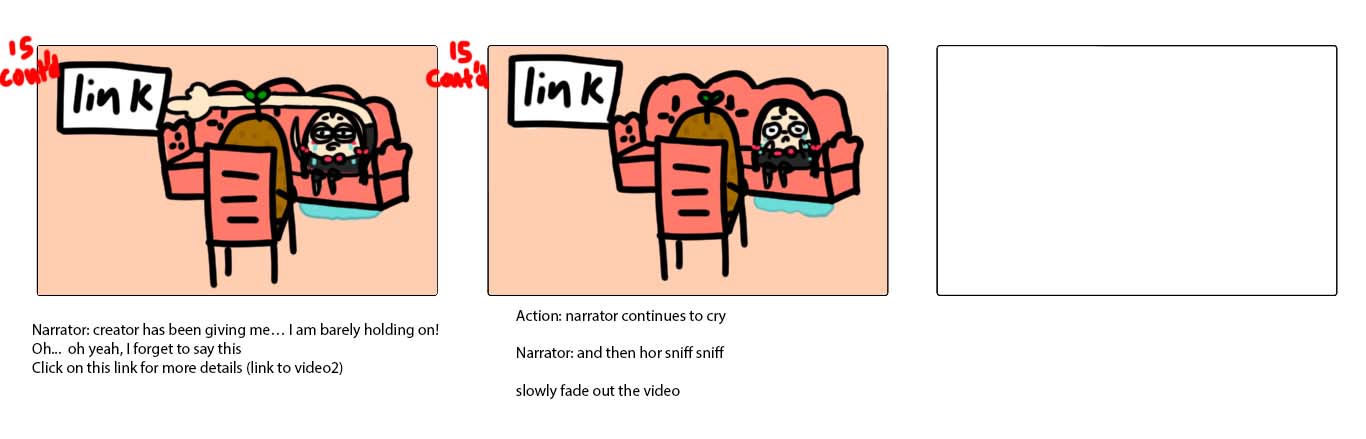 15
cont'd
link
Narrator: creator has been giving me... I am barely holding on!
Oh... oh yeah, I forget to say this
Click on this link for more details (link to video2)
15
Cont'd
link
Action: narrator continues to cry
Narrator: and then hor sniff sniff
slowly fade out the video